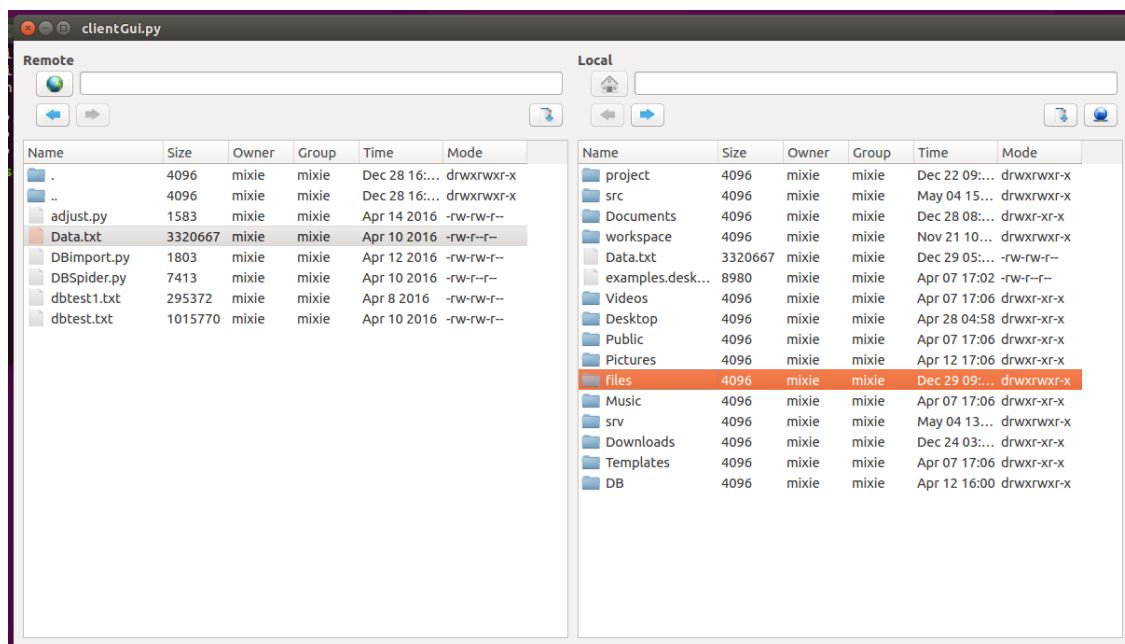 clientGui.py
Remote
Name Size Owner Group Time Mode
. 4096 mixie mixie Dec 28 16:... drwxrwxr-x
.. 4096 mixie mixie Dec 28 16:... drwxrwxr-x
adjust.py 1583 mixie mixie Apr 14 2016 -rw-rw-r--
Data.txt 3320667 mixie mixie Apr 10 2016 -rw-r--r--
DBimport.py 1803 mixie mixie Apr 12 2016 -rw-rw-r--
DBSpider.py 7413 mixie mixie Apr 10 2016 -rw-r--r--
dbtest1.txt 295372 mixie mixie Apr 8 2016 -rw-rw-r--
dbtest.txt 1015770 mixie mixie Apr 10 2016 -rw-rw-r--
Local
Name Size Owner Group Time Mode
project 4096 mixie mixie Dec 22 09:... drwxrwxr-x
src 4096 mixie mixie May 04 15... drwxrwxr-x
Documents 4096 mixie mixie Dec 28 08:... drwxr-xr-x
workspace 4096 mixie mixie Nov 21 10... drwxrwxr-x
Data.txt 3320667 mixie mixie Dec 29 05:... -rw-rw-r--
examples.desk... 8980 mixie mixie Apr 07 17:02 -rw-r--r--
Videos 4096 mixie mixie Apr 07 17:06 drwxr-xr-x
Desktop 4096 mixie mixie Apr 28 04:58 drwxr-xr-x
Public 4096 mixie mixie Apr 07 17:06 drwxr-xr-x
Pictures 4096 mixie mixie Apr 12 17:06 drwxr-xr-x
files 4096 mixie mixie Dec 29 09:... drwxrwxr-x
Music 4096 mixie mixie Apr 07 17:06 drwxr-xr-x
srv 4096 mixie mixie May 04 13... drwxrwxr-x
Downloads 4096 mixie mixie Dec 24 03:... drwxr-xr-x
Templates 4096 mixie mixie Apr 07 17:06 drwxr-xr-x
DB 4096 mixie mixie Apr 12 16:00 drwxrwxr-x